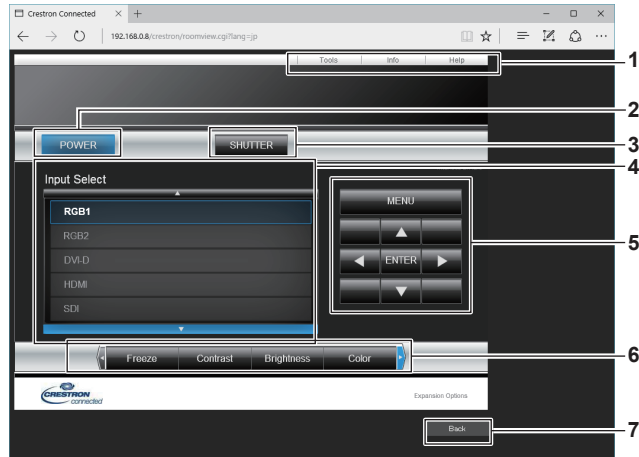 Crestron Connected
192.168.0.8/crestron/roomview.cgi?lang=jp
Tools Info Help
1
2
POWER
SHUTTER
3
4
Input Select
RGB1
RGB2
DVI-D
HDMI
SDI
MENU
ENTER
5
Freeze Contrast Brightness Color
6
CRESTRON
connected
Expansion Options
Back
7